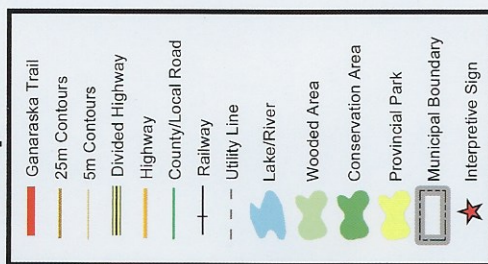 Ganaraska Trail
25m Contours
5m Contours
Divided Highway
Highway
County/Local Road
Railway
Utility Line
Lake/River
Wooded Area
Conservation Area
Provincial Park
Municipal Boundary
Interpretive Sign